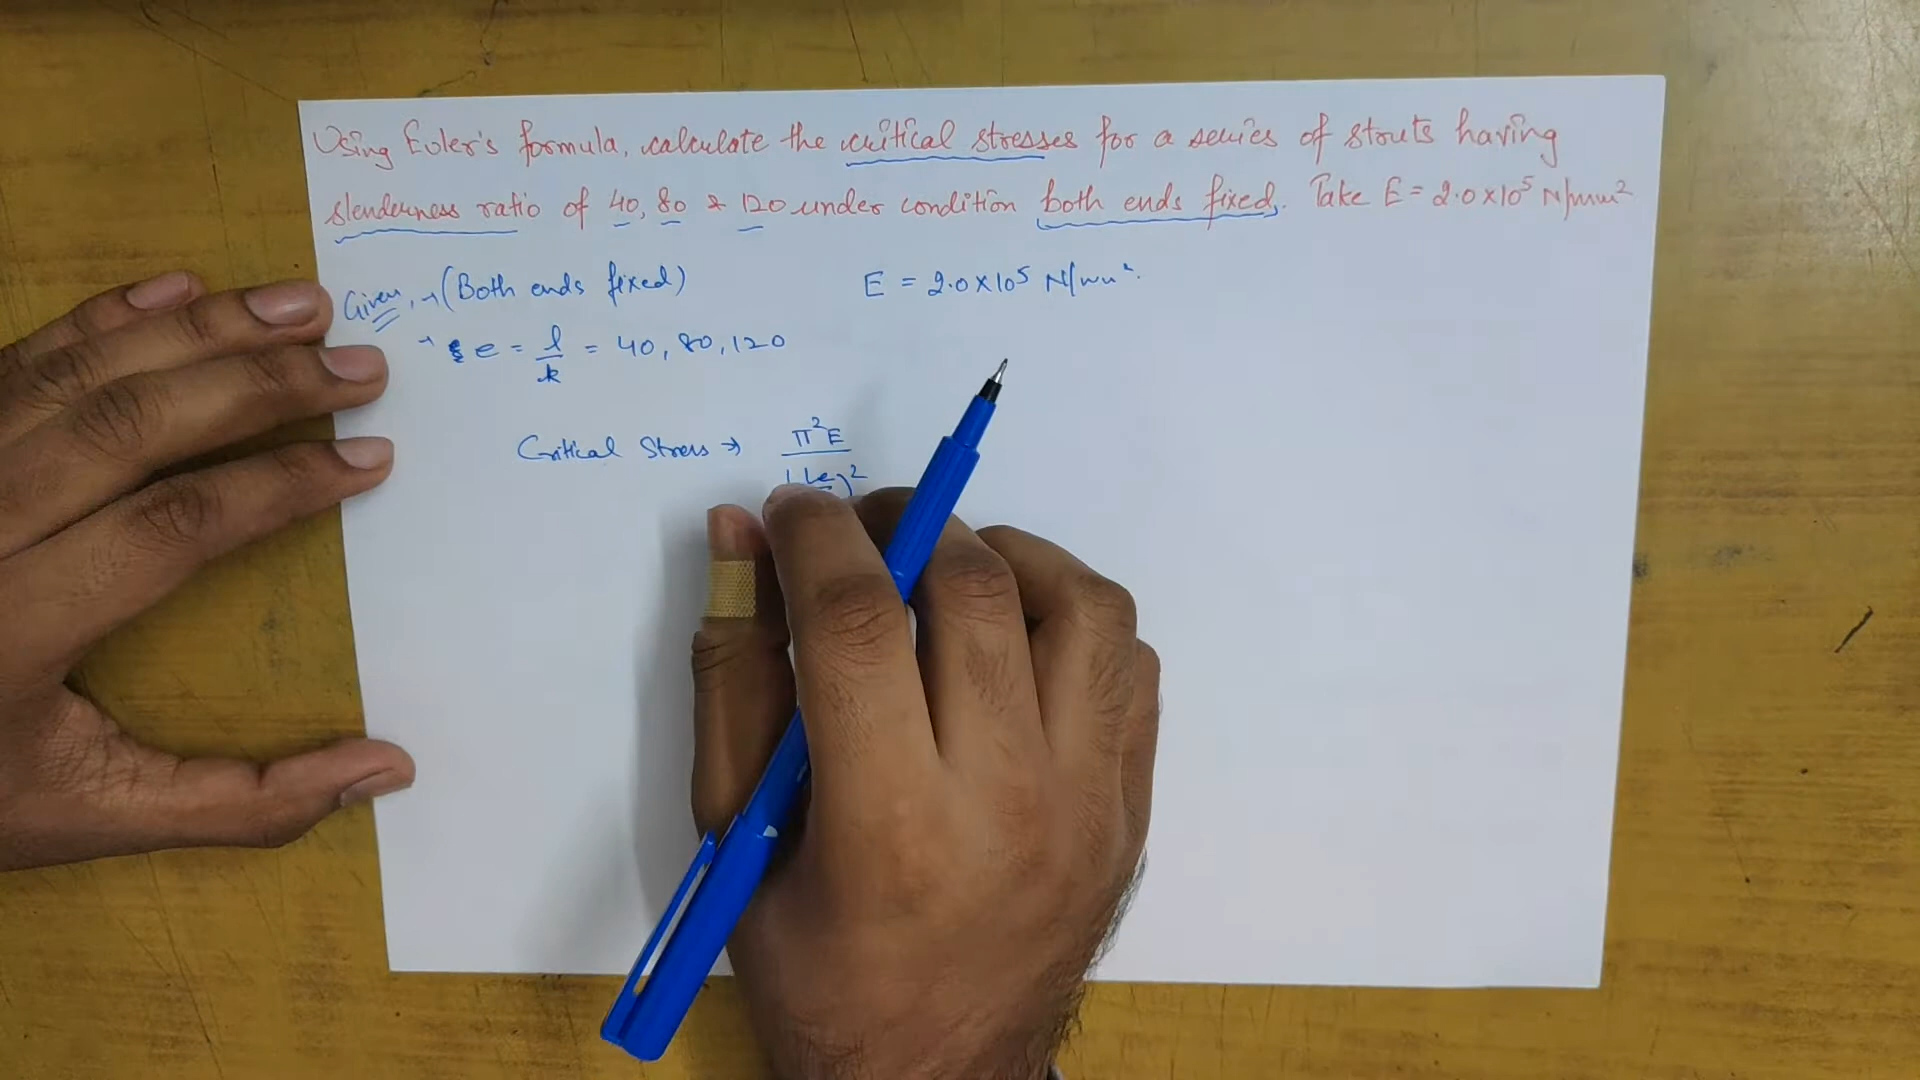 Using Euler's formula, calculate the critical stresses for a series of struts having
slenderness ratio of 40, 80 & 120 under condition both ends fixed. Take E = 2.0×10⁵ N/mm²
Given, → (Both ends fixed)
E = 2.0×10⁵ N/mm².
→ e = l/k = 40, 80, 120
Critical Stress → π²E
(Le)²